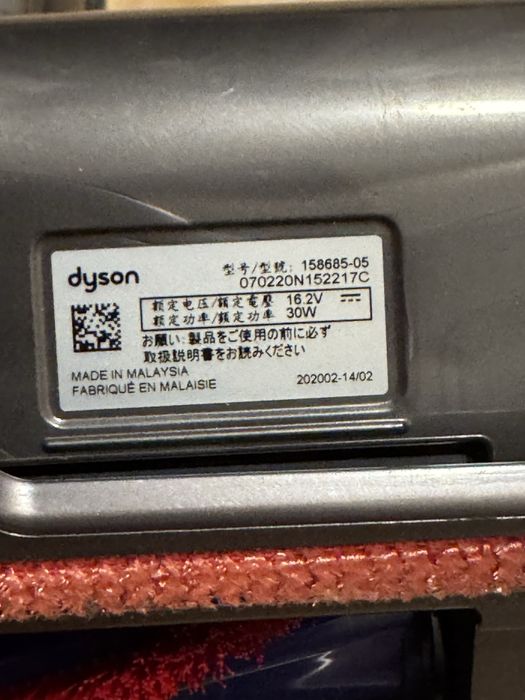 dyson
型号/型號: 158685-05
070220N152217C
额定电压/額定電壓 16.2V ⎓
额定功率/額定功率 30W
お願い:製品をご使用の前に必ず
取扱説明書をお読みください
MADE IN MALAYSIA
FABRIQUÉ EN MALAISIE
202002-14/02